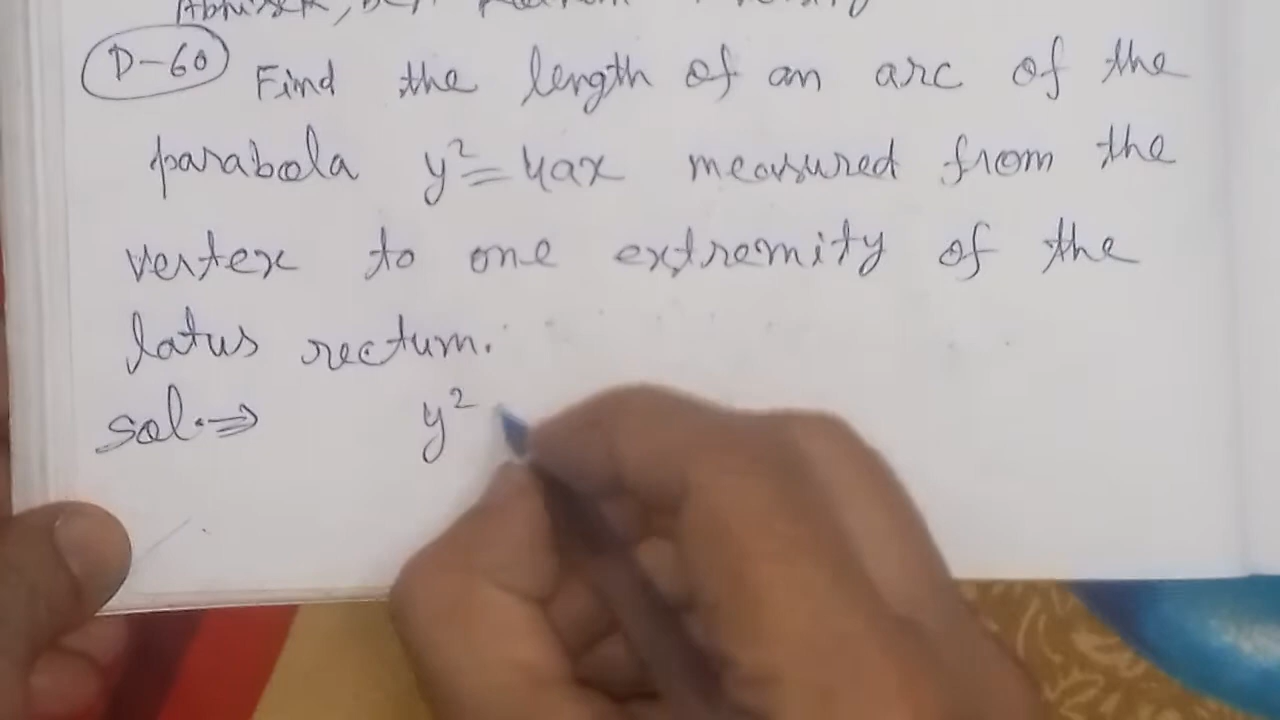 D-60 Find the length of an arc of the
parabola y² = 4ax measured from the
vertex to one extremity of the
latus rectum.
Sol. ⇒ y²